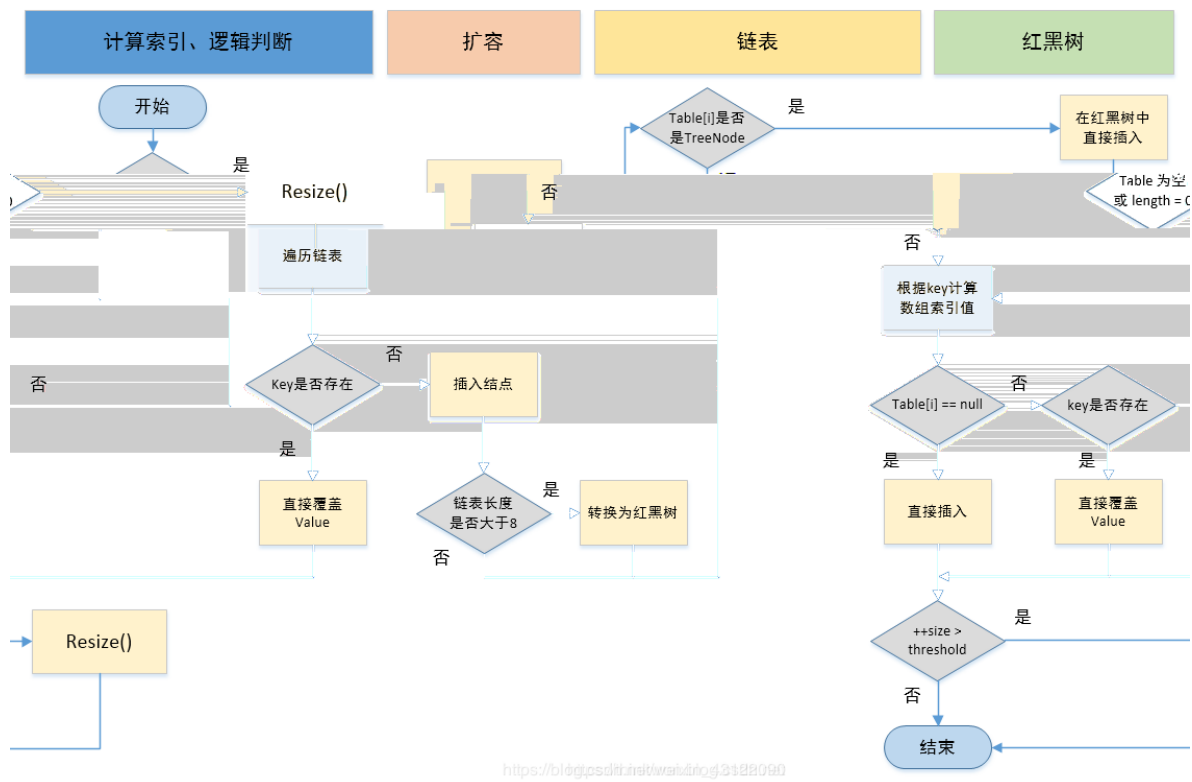 计算索引、逻辑判断
扩容
链表
红黑树
开始
Table[i]是否
是TreeNode
是
在红黑树中
直接插入
是
Resize()
否
Table 为空
或 length = 0
遍历链表
否
根据key计算
数组索引值
否
Key是否存在
否
插入结点
Table[i] == null
否
key是否存在
是
是
是
直接覆盖
Value
链表长度
是否大于8
是
转换为红黑树
直接插入
直接覆盖
Value
否
Resize()
++size >
threshold
是
否
结束